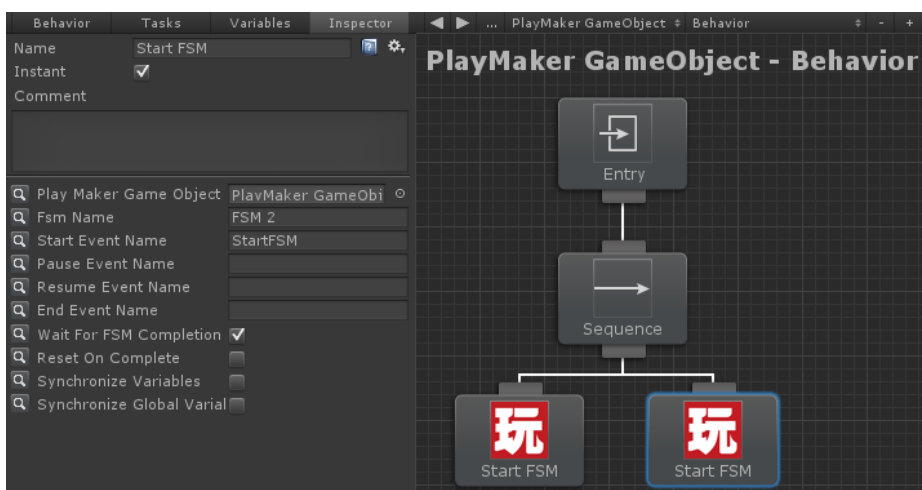 Behavior Tasks Variables Inspector
Name Start FSM
Instant
Comment
Play Maker Game Object PlayMaker GameObj
Fsm Name FSM 2
Start Event Name StartFSM
Pause Event Name
Resume Event Name
End Event Name
Wait For FSM Completion
Reset On Complete
Synchronize Variables
Synchronize Global Varial
... PlayMaker GameObject Behavior - +
PlayMaker GameObject - Behavior
Entry
Sequence
玩 玩
Start FSM Start FSM